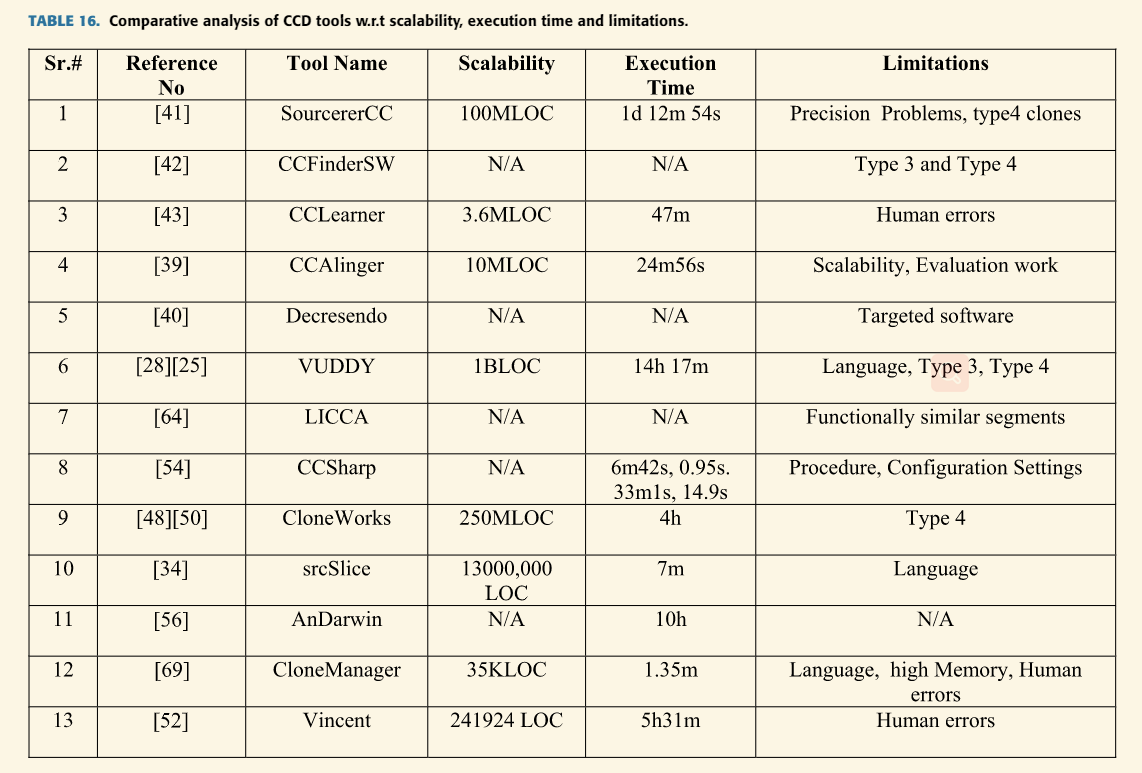 TABLE 16. Comparative analysis of CCD tools w.r.t scalability, execution time and limitations.
Sr.# Reference No Tool Name Scalability Execution Time Limitations
1 [41] SourcererCC 100MLOC 1d 12m 54s Precision Problems, type4 clones
2 [42] CCFinderSW N/A N/A Type 3 and Type 4
3 [43] CCLearner 3.6MLOC 47m Human errors
4 [39] CCAlinger 10MLOC 24m56s Scalability, Evaluation work
5 [40] Decresendo N/A N/A Targeted software
6 [28][25] VUDDY 1BLOC 14h 17m Language, Type 3, Type 4
7 [64] LICCA N/A N/A Functionally similar segments
8 [54] CCSharp N/A 6m42s, 0.95s. 33m1s, 14.9s Procedure, Configuration Settings
9 [48][50] CloneWorks 250MLOC 4h Type 4
10 [34] srcSlice 13000,000 LOC 7m Language
11 [56] AnDarwin N/A 10h N/A
12 [69] CloneManager 35KLOC 1.35m Language, high Memory, Human errors
13 [52] Vincent 241924 LOC 5h31m Human errors